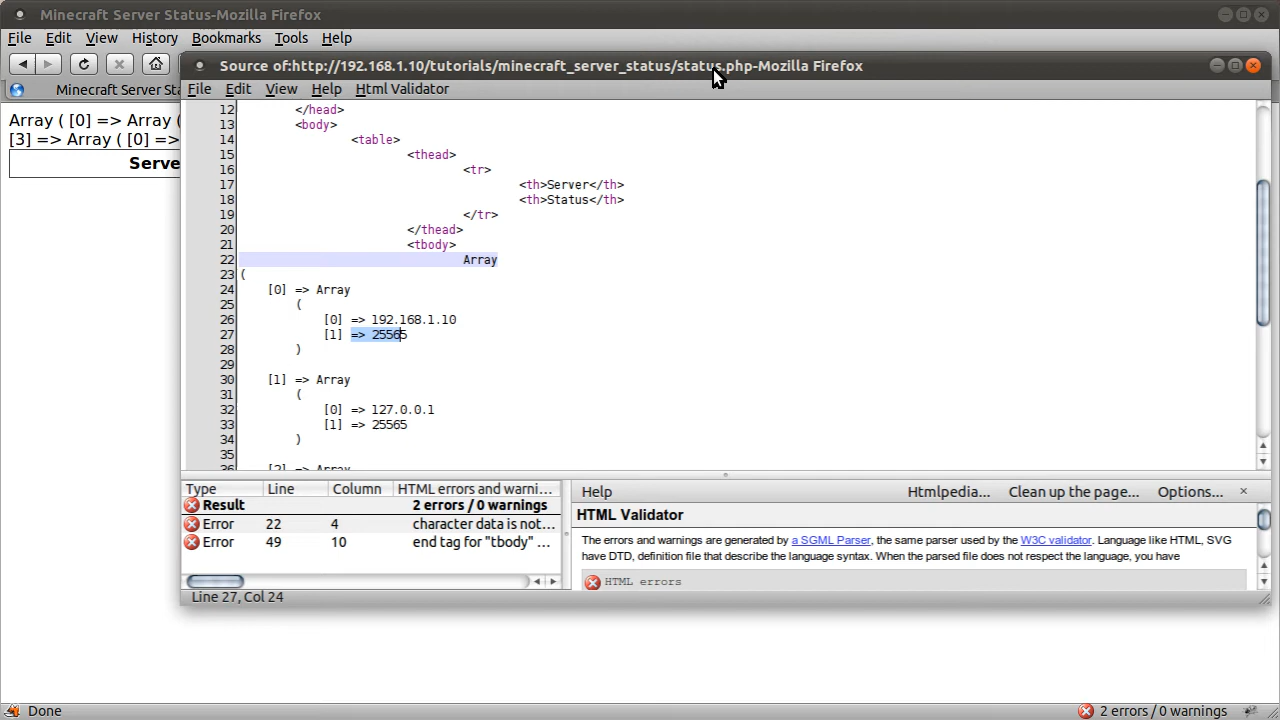 Minecraft Server Status-Mozilla Firefox
File Edit View History Bookmarks Tools Help
Source of:http://192.168.1.10/tutorials/minecraft_server_status/status.php-Mozilla Firefox
Minecraft Server Sta
File Edit View Help Html Validator
Array ( [0] => Array (
[3] => Array ( [0] =>
Serve
12 </head>
13 <body>
14 <table>
15 <thead>
16 <tr>
17 <th>Server</th>
18 <th>Status</th>
19 </tr>
20 </thead>
21 <tbody>
22 Array
23 (
24 [0] => Array
25 (
26 [0] => 192.168.1.10
27 [1] => 25565
28 )
29
30 [1] => Array
31 (
32 [0] => 127.0.0.1
33 [1] => 25565
34 )
35
36 [2] => Array
Type Line Column HTML errors and warni...
Result 2 errors / 0 warnings
Error 22 4 character data is not...
Error 49 10 end tag for "tbody" ...
Help Htmlpedia... Clean up the page... Options... ×
HTML Validator
The errors and warnings are generated by a SGML Parser, the same parser used by the W3C validator. Language like HTML, SVG
have DTD, definition file that describe the language syntax. When the parsed file does not respect the language, you have
HTML errors
Line 27, Col 24
Done 2 errors / 0 warnings